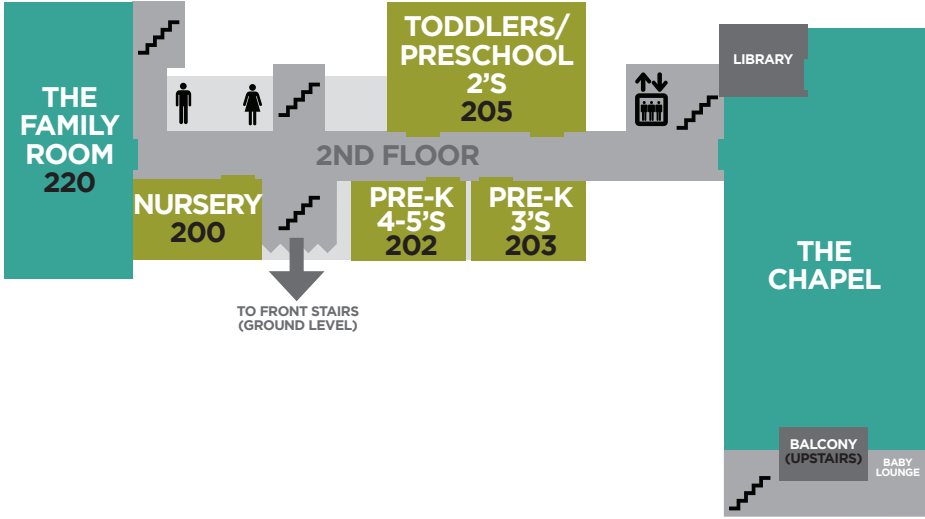 THE
FAMILY
ROOM
220
TODDLERS/
PRESCHOOL
2'S
205
LIBRARY
2ND FLOOR
NURSERY
200
PRE-K
4-5'S
202
PRE-K
3'S
203
THE
CHAPEL
TO FRONT STAIRS
(GROUND LEVEL)
BALCONY
(UPSTAIRS)
BABY
LOUNGE